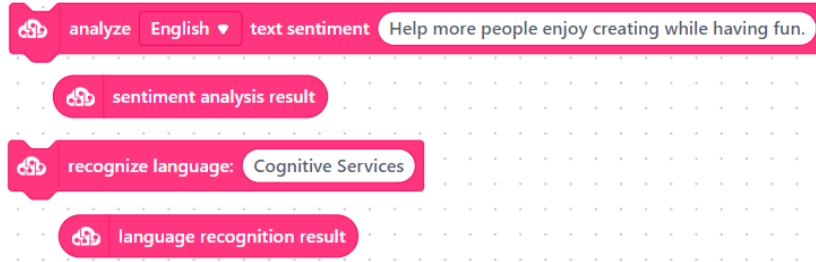 analyze English ▼ text sentiment Help more people enjoy creating while having fun.
sentiment analysis result
recognize language: Cognitive Services
language recognition result